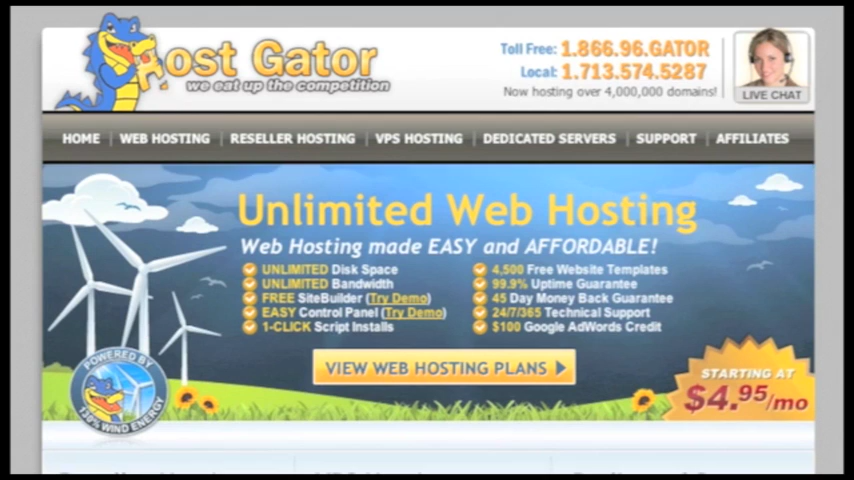 Host Gator
we eat up the competition
Toll Free: 1.866.96.GATOR
Local: 1.713.574.5287
Now hosting over 4,000,000 domains!
LIVE CHAT
HOME | WEB HOSTING | RESELLER HOSTING | VPS HOSTING | DEDICATED SERVERS | SUPPORT | AFFILIATES
Unlimited Web Hosting
Web Hosting made EASY and AFFORDABLE!
UNLIMITED Disk Space
UNLIMITED Bandwidth
FREE SiteBuilder (Try Demo)
EASY Control Panel (Try Demo)
1-CLICK Script Installs
4,500 Free Website Templates
99.9% Uptime Guarantee
45 Day Money Back Guarantee
24/7/365 Technical Support
$100 Google AdWords Credit
VIEW WEB HOSTING PLANS
STARTING AT
$4.95/mo
POWERED BY
130% WIND ENERGY